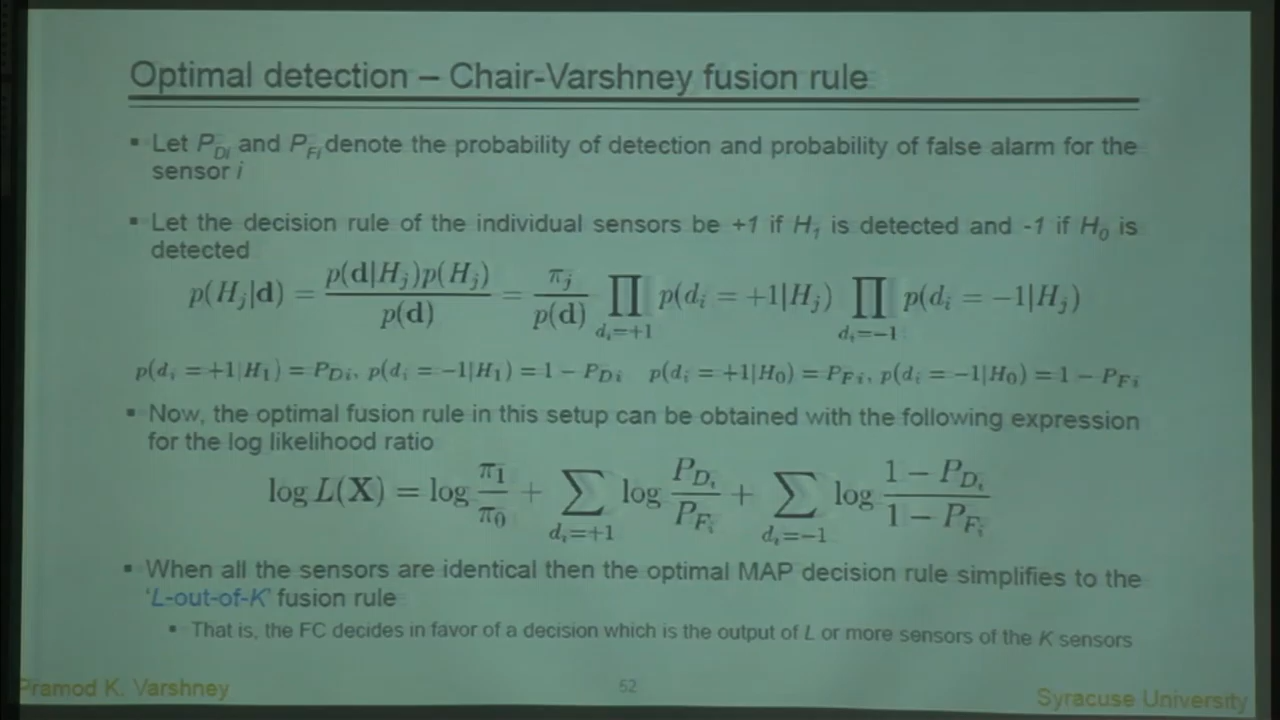 Optimal detection – Chair-Varshney fusion rule
▪ Let P_{Di} and P_{Fi} denote the probability of detection and probability of false alarm for the
sensor i
▪ Let the decision rule of the individual sensors be +1 if H_1 is detected and -1 if H_0 is
detected
p(H_j|d) = \frac{p(d|H_j)p(H_j)}{p(d)} = \frac{π_j}{p(d)} ∏_{d_i=+1} p(d_i = +1|H_j) ∏_{d_i=−1} p(d_i = −1|H_j)
p(d_i = +1|H_1) = P_{Di}, p(d_i = −1|H_1) = 1 − P_{Di} p(d_i = +1|H_0) = P_{Fi}, p(d_i = −1|H_0) = 1 − P_{Fi}
▪ Now, the optimal fusion rule in this setup can be obtained with the following expression
for the log likelihood ratio
log L(X) = log \frac{π_1}{π_0} + ∑_{d_i=+1} log \frac{P_{D_i}}{P_{F_i}} + ∑_{d_i=−1} log \frac{1 − P_{D_i}}{1 − P_{F_i}}
▪ When all the sensors are identical then the optimal MAP decision rule simplifies to the
'L-out-of-K' fusion rule
▪ That is, the FC decides in favor of a decision which is the output of L or more sensors of the K sensors
Pramod K. Varshney
52
Syracuse University